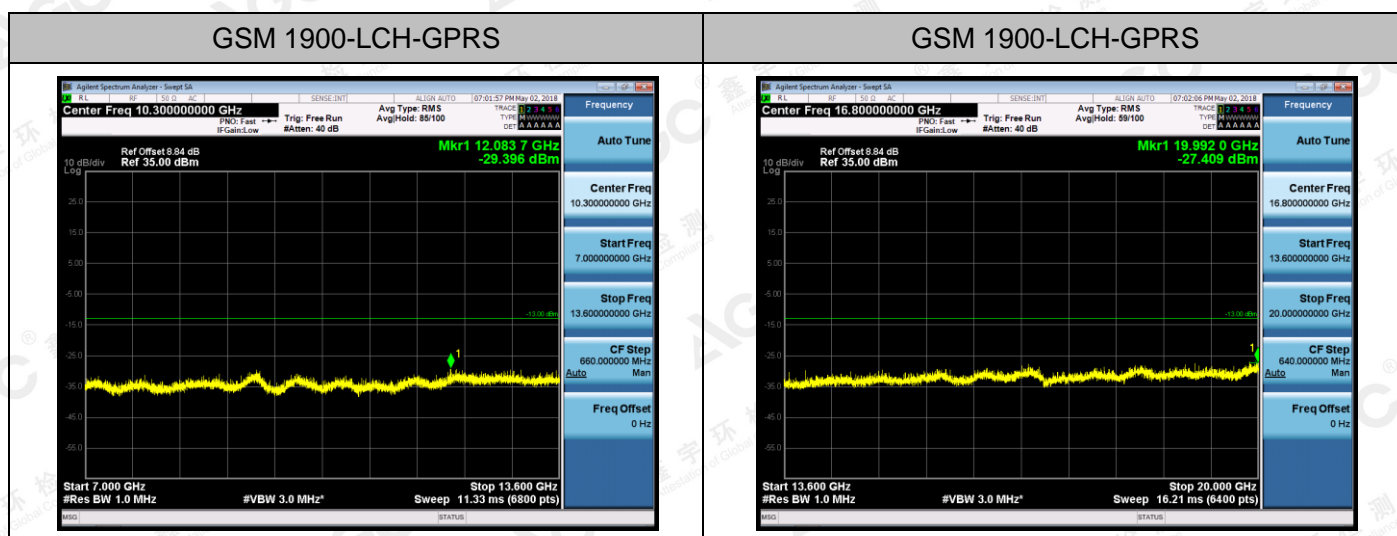 GSM 1900-LCH-GPRS
Agilent Spectrum Analyzer - Swept SA
RL RF 50 Ω AC SENSE:INT ALIGN AUTO 07:01:57 PM May 02, 2018
Center Freq 10.300000000 GHz
PNO: Fast
IFGain:Low
Trig: Free Run
#Atten: 40 dB
Avg Type: RMS
Avg|Hold: 85/100
TRACE 1 2 3 4 5 6
TYPE M W W W W W
DET A A A A A A
Mkr1 12.083 7 GHz
-29.396 dBm
Ref Offset 8.84 dB
10 dB/div Ref 35.00 dBm
Log
25.0
15.0
5.00
-5.00
-13.00 dBm
-15.0
1
-25.0
-35.0
-45.0
-55.0
Start 7.000 GHz Stop 13.600 GHz
#Res BW 1.0 MHz #VBW 3.0 MHz* Sweep 11.33 ms (6800 pts)
MSG STATUS
Frequency
Auto Tune
Center Freq
10.300000000 GHz
Start Freq
7.000000000 GHz
Stop Freq
13.600000000 GHz
CF Step
660.000000 MHz
Auto Man
Freq Offset
0 Hz
GSM 1900-LCH-GPRS
Agilent Spectrum Analyzer - Swept SA
RL RF 50 Ω AC SENSE:INT ALIGN AUTO 07:02:06 PM May 02, 2018
Center Freq 16.800000000 GHz
PNO: Fast
IFGain:Low
Trig: Free Run
#Atten: 40 dB
Avg Type: RMS
Avg|Hold: 59/100
TRACE 1 2 3 4 5 6
TYPE M W W W W W
DET A A A A A A
Mkr1 19.992 0 GHz
-27.409 dBm
Ref Offset 8.84 dB
10 dB/div Ref 35.00 dBm
Log
25.0
15.0
5.00
-5.00
-13.00 dBm
-15.0
1
-25.0
-35.0
-45.0
-55.0
Start 13.600 GHz Stop 20.000 GHz
#Res BW 1.0 MHz #VBW 3.0 MHz* Sweep 16.21 ms (6400 pts)
MSG STATUS
Frequency
Auto Tune
Center Freq
16.800000000 GHz
Start Freq
13.600000000 GHz
Stop Freq
20.000000000 GHz
CF Step
640.000000 MHz
Auto Man
Freq Offset
0 Hz